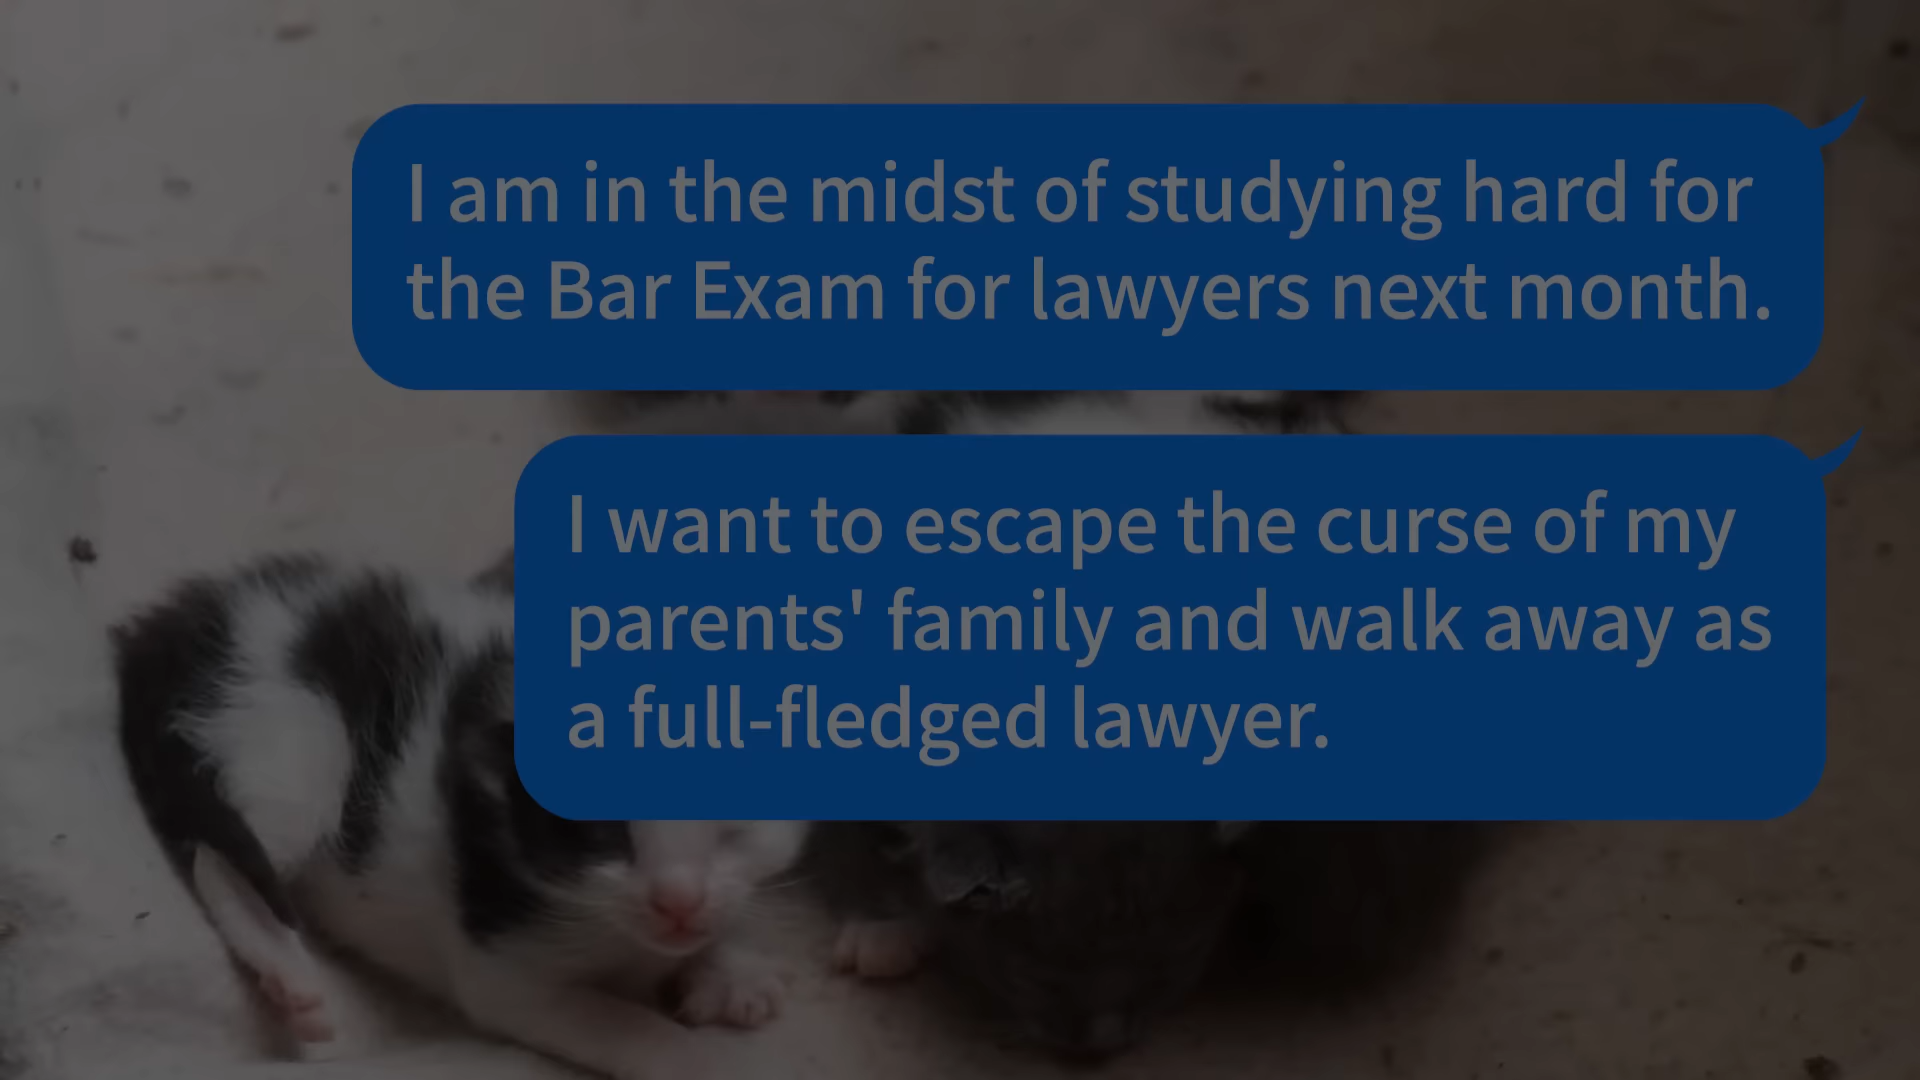 I am in the midst of studying hard for
the Bar Exam for lawyers next month.
I want to escape the curse of my
parents' family and walk away as
a full-fledged lawyer.